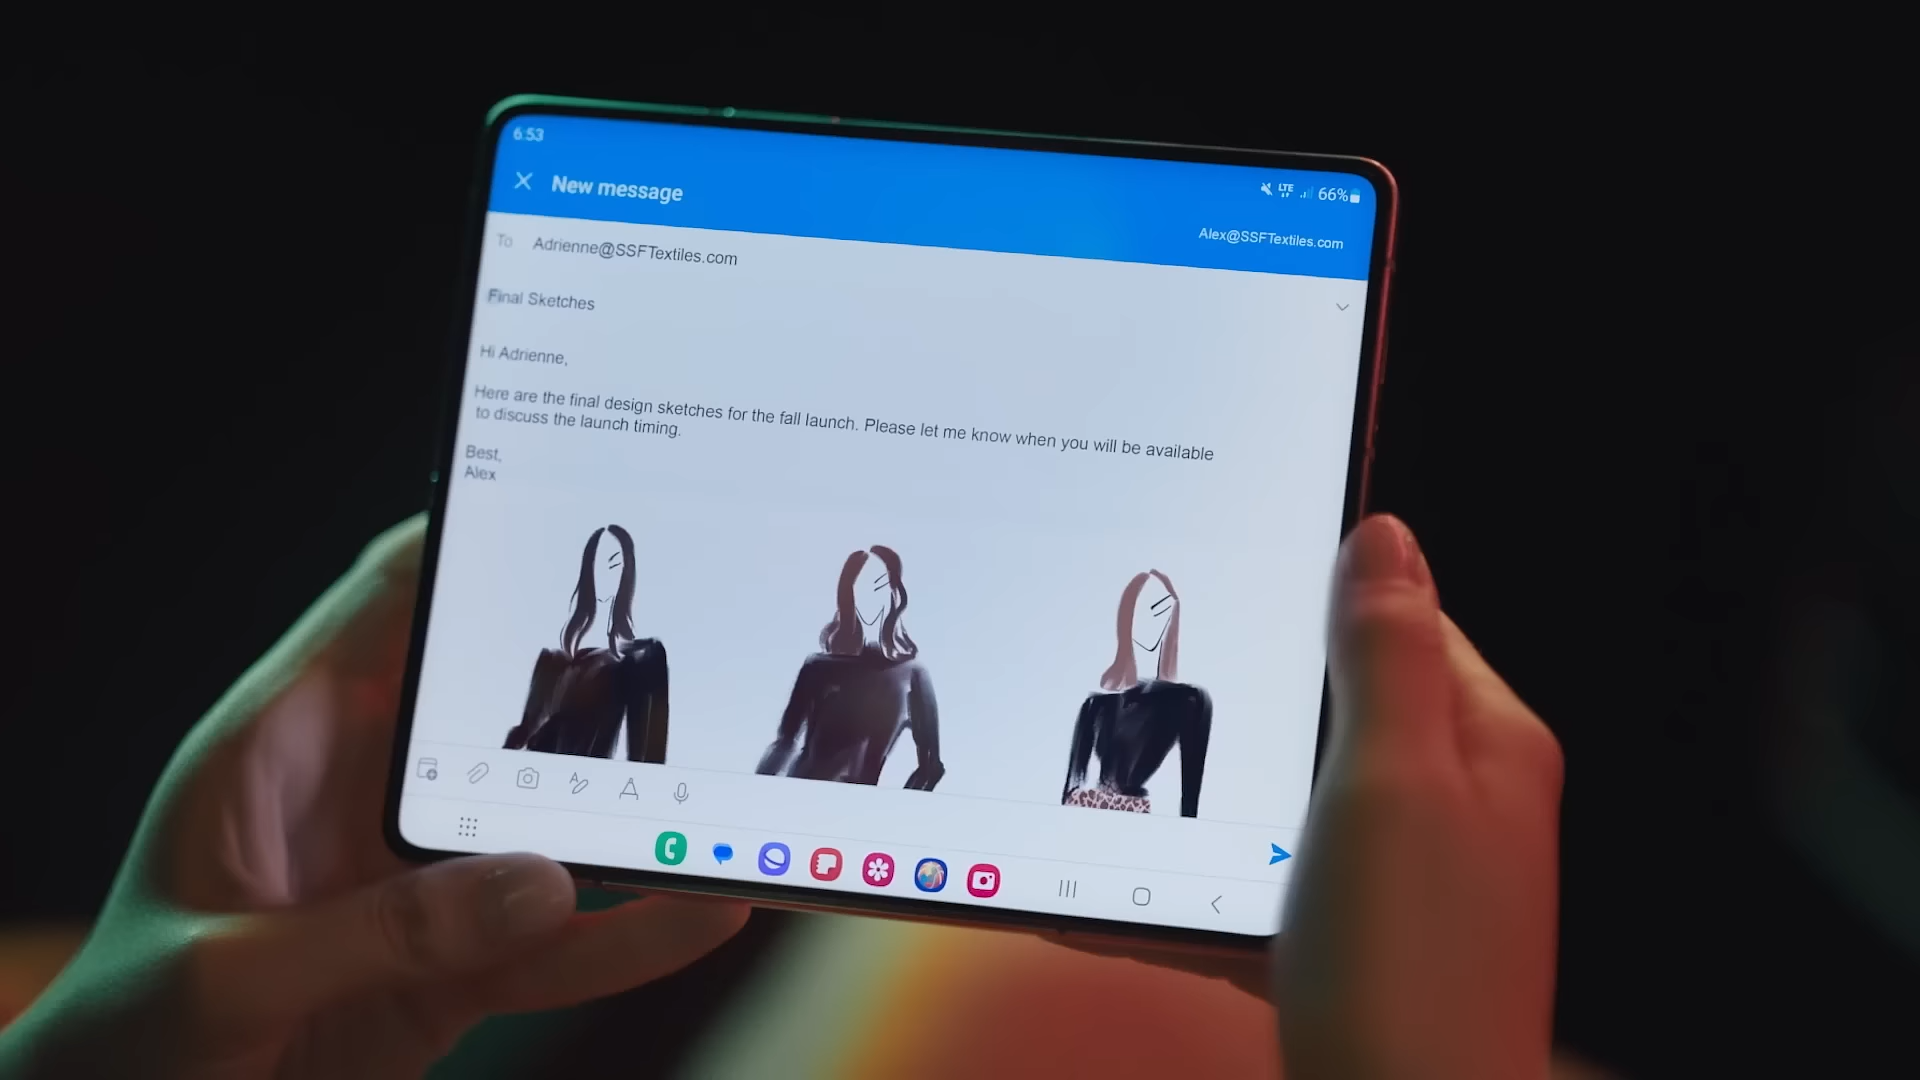 6:53
LTE 66%
New message
Alex@SSFTextiles.com
To Adrienne@SSFTextiles.com
Final Sketches
Hi Adrienne,
Here are the final design sketches for the fall launch. Please let me know when you will be available
to discuss the launch timing.
Best,
Alex